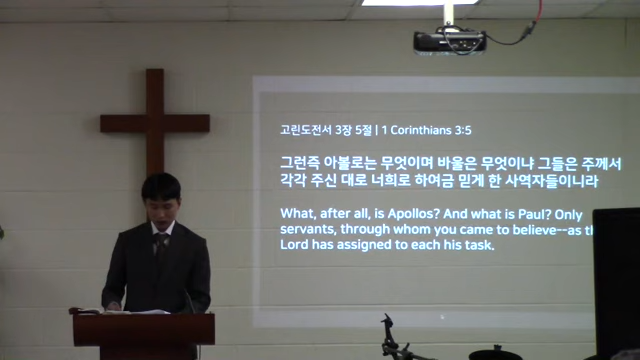 고린도전서 3장 5절 | 1 Corinthians 3:5
그런즉 아볼로는 무엇이며 바울은 무엇이냐 그들은 주께서
각각 주신 대로 너희로 하여금 믿게 한 사역자들이니라
What, after all, is Apollos? And what is Paul? Only
servants, through whom you came to believe--as th
Lord has assigned to each his task.